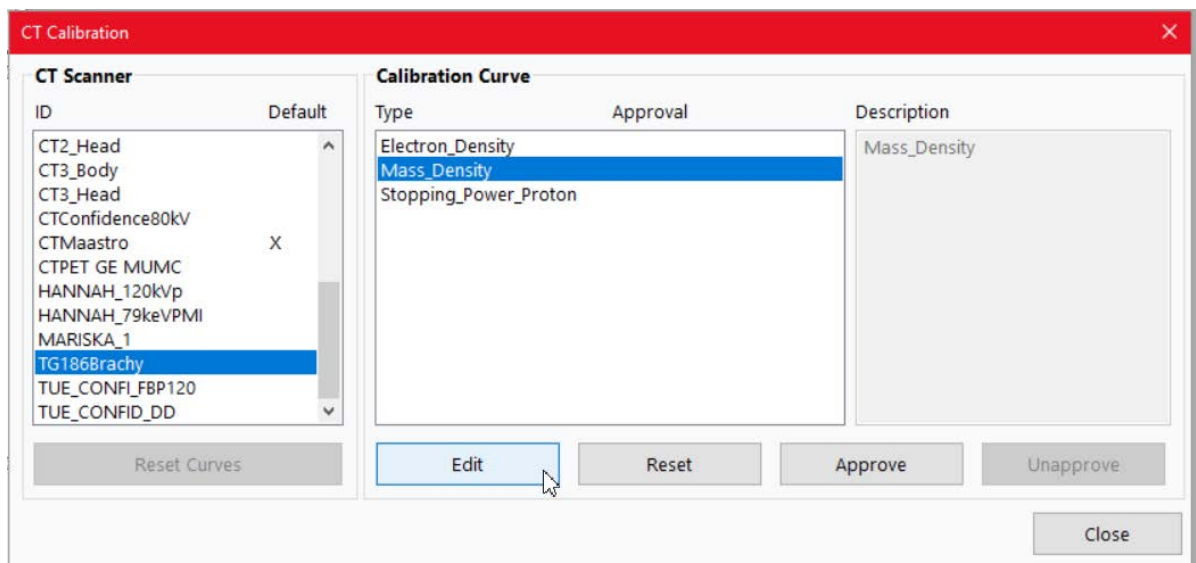 CT Calibration
CT Scanner
ID Default
CT2_Head
CT3_Body
CT3_Head
CTConfidence80kV
CTMaastro X
CTPET GE MUMC
HANNAH_120kVp
HANNAH_79keVPMI
MARISKA_1
TG186Brachy
TUE_CONFI_FBP120
TUE_CONFID_DD
Reset Curves
Calibration Curve
Type Approval Description
Electron_Density
Mass_Density
Stopping_Power_Proton
Mass_Density
Edit Reset Approve Unapprove
Close